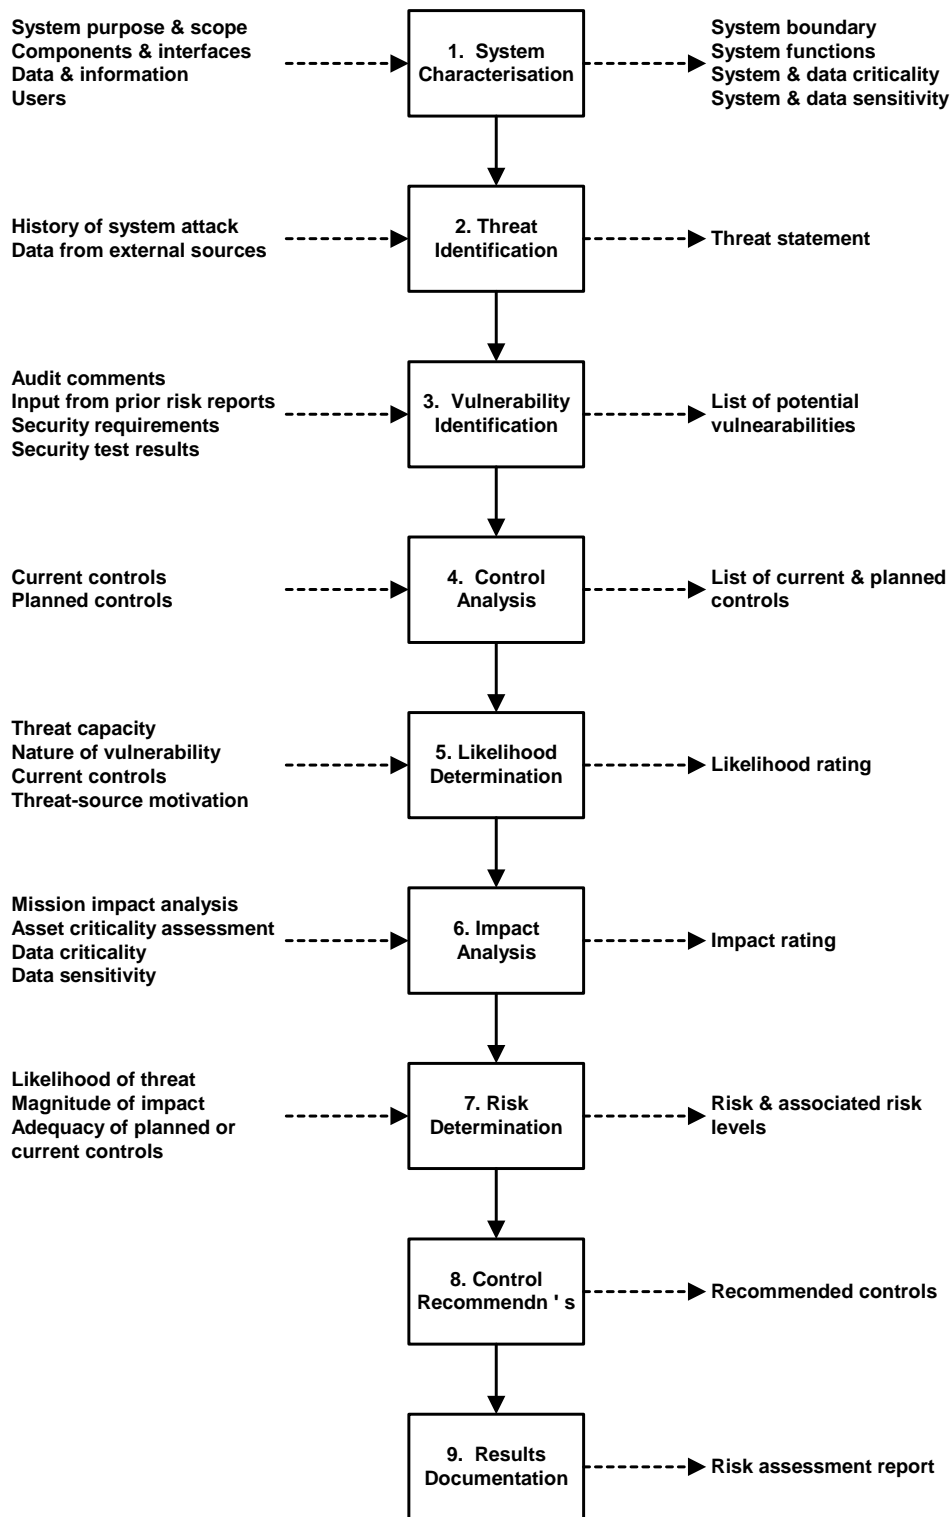 System purpose & scope
Components & interfaces
Data & information
Users
1. System
Characterisation
System boundary
System functions
System & data criticality
System & data sensitivity
History of system attack
Data from external sources
2. Threat
Identification
Threat statement
Audit comments
Input from prior risk reports
Security requirements
Security test results
3. Vulnerability
Identification
List of potential
vulnearabilities
Current controls
Planned controls
4. Control
Analysis
List of current & planned
controls
Threat capacity
Nature of vulnerability
Current controls
Threat-source motivation
5. Likelihood
Determination
Likelihood rating
Mission impact analysis
Asset criticality assessment
Data criticality
Data sensitivity
6. Impact
Analysis
Impact rating
Likelihood of threat
Magnitude of impact
Adequacy of planned or
current controls
7. Risk
Determination
Risk & associated risk
levels
8. Control
Recommendn ' s
Recommended controls
9. Results
Documentation
Risk assessment report